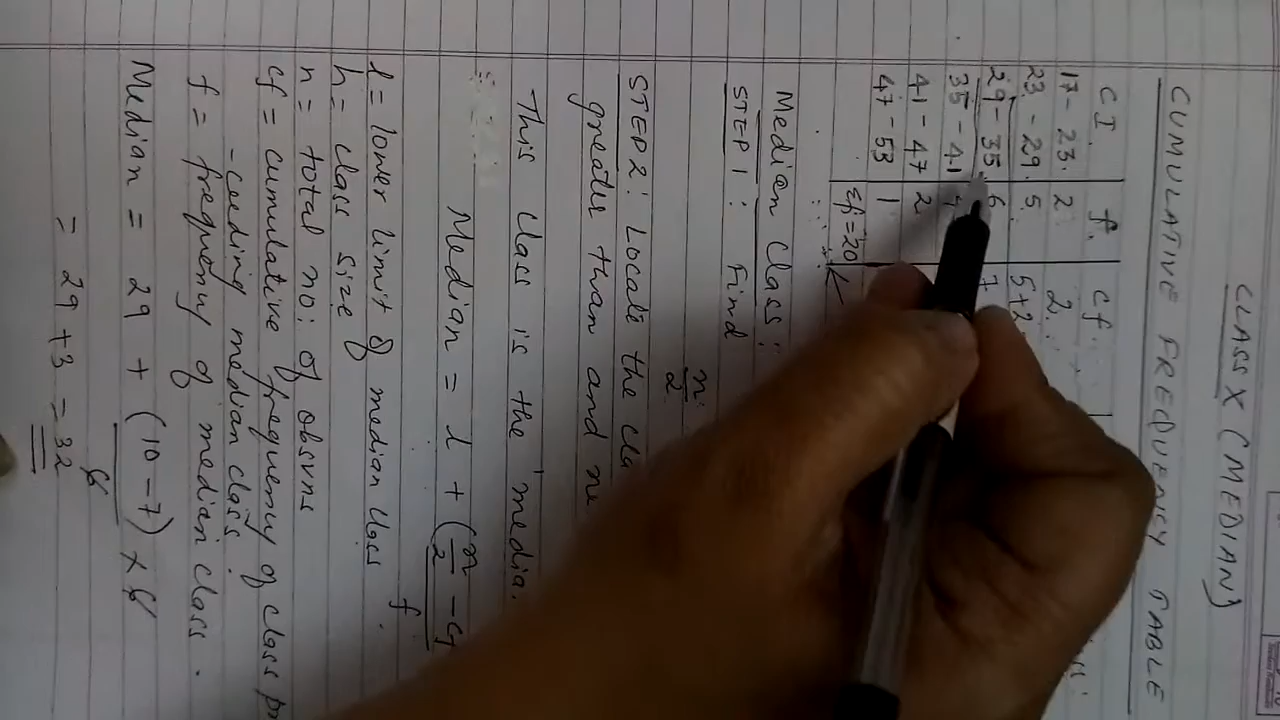 CLASS X (MEDIAN)
CUMULATIVE FREQUENCY TABLE
CI. f. cf.
17 - 23. 2 2.
23 - 29. 5. 5+2
29 - 35. 6 7
35 - 41
41 - 47 2
47 - 53 1
Σf = 20
Median class:
STEP 1: Find n/2
STEP 2: Locate the
greater than and
This class is the
Median = l + (n/2 - cf
f
l = lower limit of median class
h = class size
n = total no: of obsvns
cf = cumulative frequency of class
-ceeding median class
f = frequency of median class.
Median = 29 + (10 - 7) × 6
6
= 29 + 3 = 32